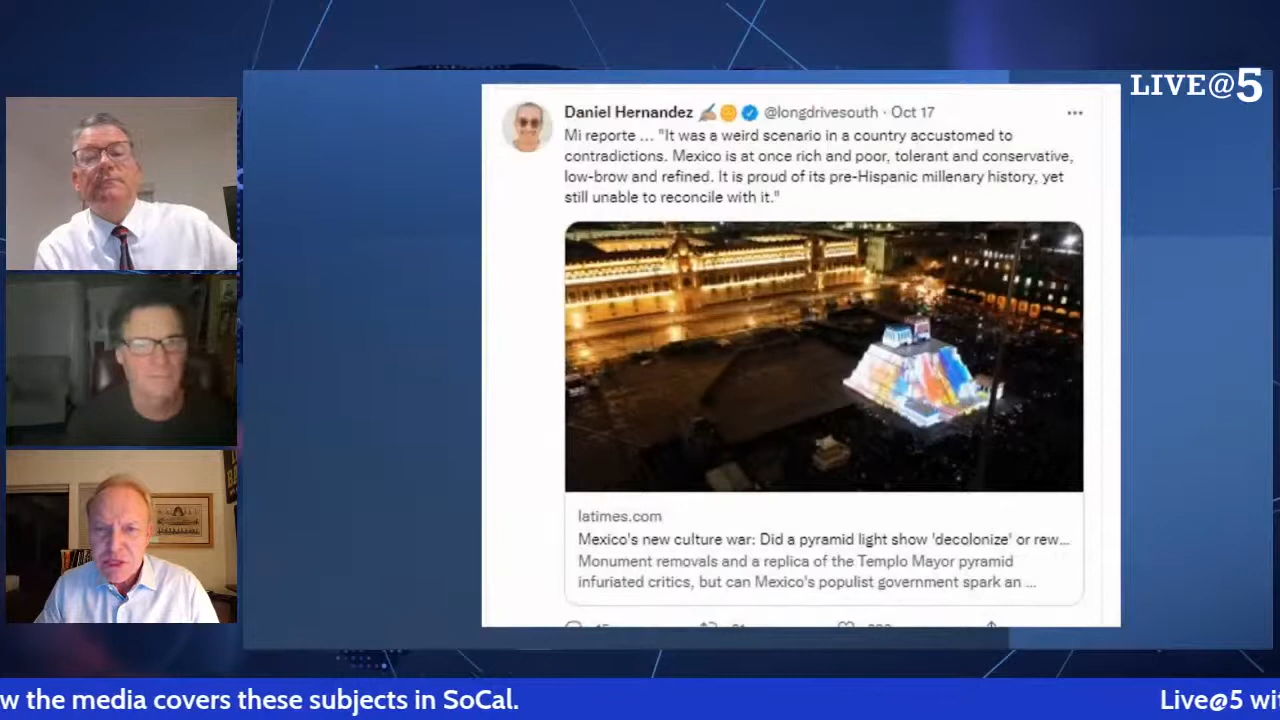 LIVE@5
Daniel Hernandez @longdrivesouth · Oct 17
Mi reporte ... "It was a weird scenario in a country accustomed to
contradictions. Mexico is at once rich and poor, tolerant and conservative,
low-brow and refined. It is proud of its pre-Hispanic millenary history, yet
still unable to reconcile with it."
latimes.com
Mexico's new culture war: Did a pyramid light show 'decolonize' or rew...
Monument removals and a replica of the Templo Mayor pyramid
infuriated critics, but can Mexico's populist government spark an ...
w the media covers these subjects in SoCal.
Live@5 wit